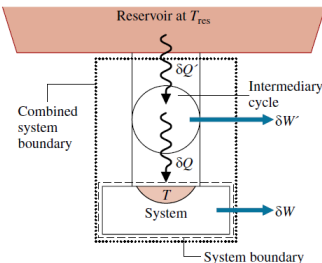 Reservoir at T_res
δQ′
Intermediary
cycle
Combined
system
boundary
δW′
δQ
T
System
δW
System boundary